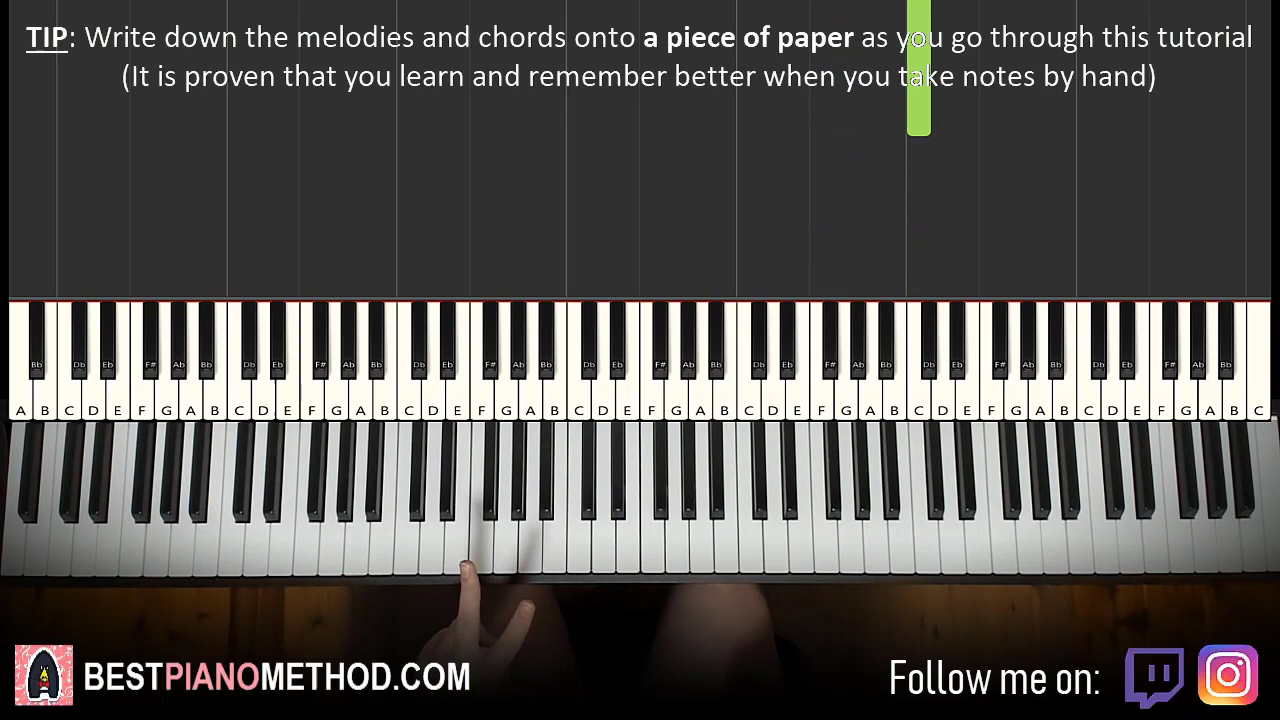 TIP: Write down the melodies and chords onto a piece of paper as you go through this tutorial
(It is proven that you learn and remember better when you take notes by hand)
Bb Db Eb F# Ab Bb Db Eb F# Ab Bb Db Eb F# Ab Bb Db Eb F# Ab Bb Db Eb F# Ab Bb Db Eb F# Ab Bb Db Eb F# Ab Bb
A B C D E F G A B C D E F G A B C D E F G A B C D E F G A B C D E F G A B C D E F G A B C D E F G A B C
BESTPIANOMETHOD.COM
Follow me on: